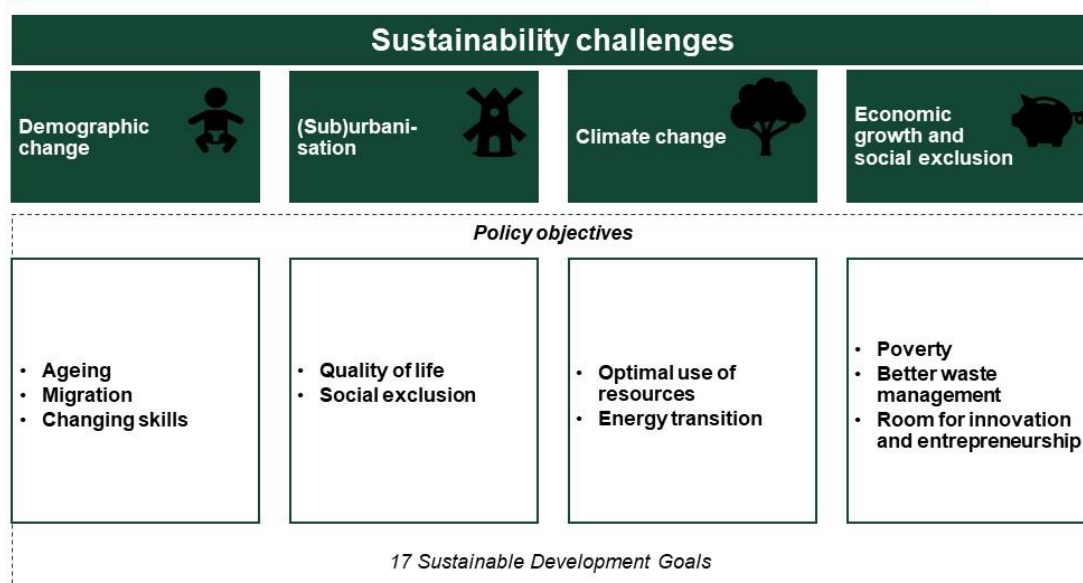 Sustainability challenges
Demographic
change
(Sub)urbani-
sation
Climate change
Economic
growth and
social exclusion
Policy objectives
• Ageing
• Migration
• Changing skills
• Quality of life
• Social exclusion
• Optimal use of
resources
• Energy transition
• Poverty
• Better waste
management
• Room for innovation
and entrepreneurship
17 Sustainable Development Goals